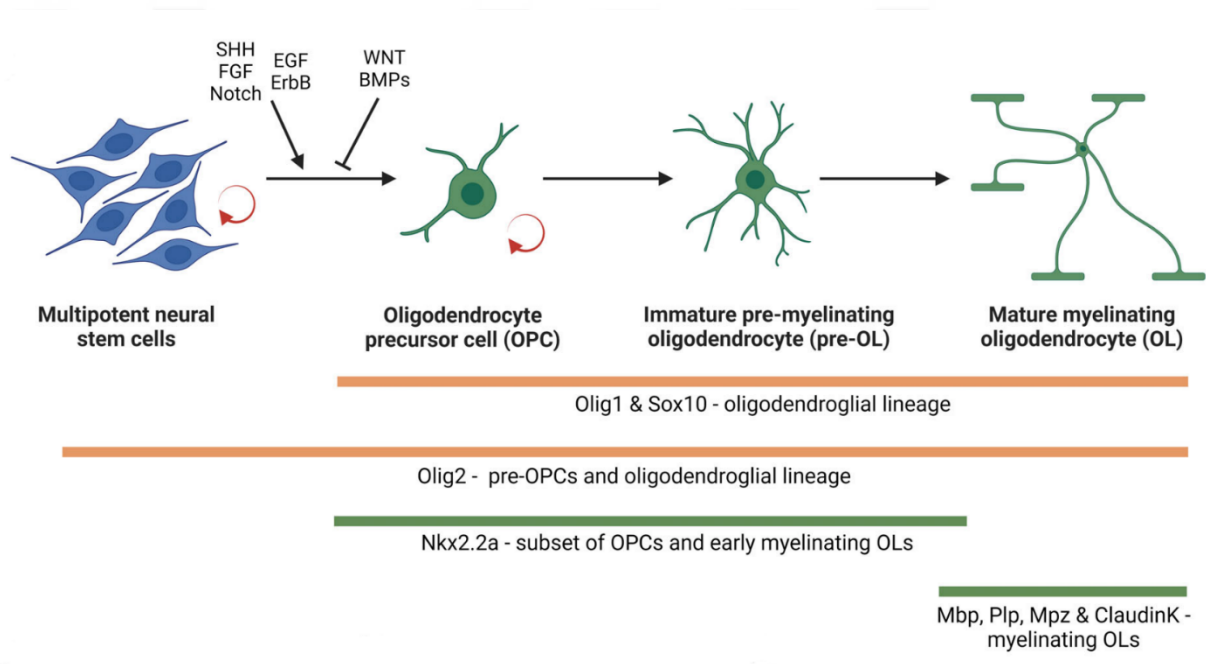 SHH
FGF
Notch
EGF
ErbB
WNT
BMPs
Multipotent neural
stem cells
Oligodendrocyte
precursor cell (OPC)
Immature pre-myelinating
oligodendrocyte (pre-OL)
Mature myelinating
oligodendrocyte (OL)
Olig1 & Sox10 - oligodendroglial lineage
Olig2 - pre-OPCs and oligodendroglial lineage
Nkx2.2a - subset of OPCs and early myelinating OLs
Mbp, Plp, Mpz & ClaudinK -
myelinating OLs